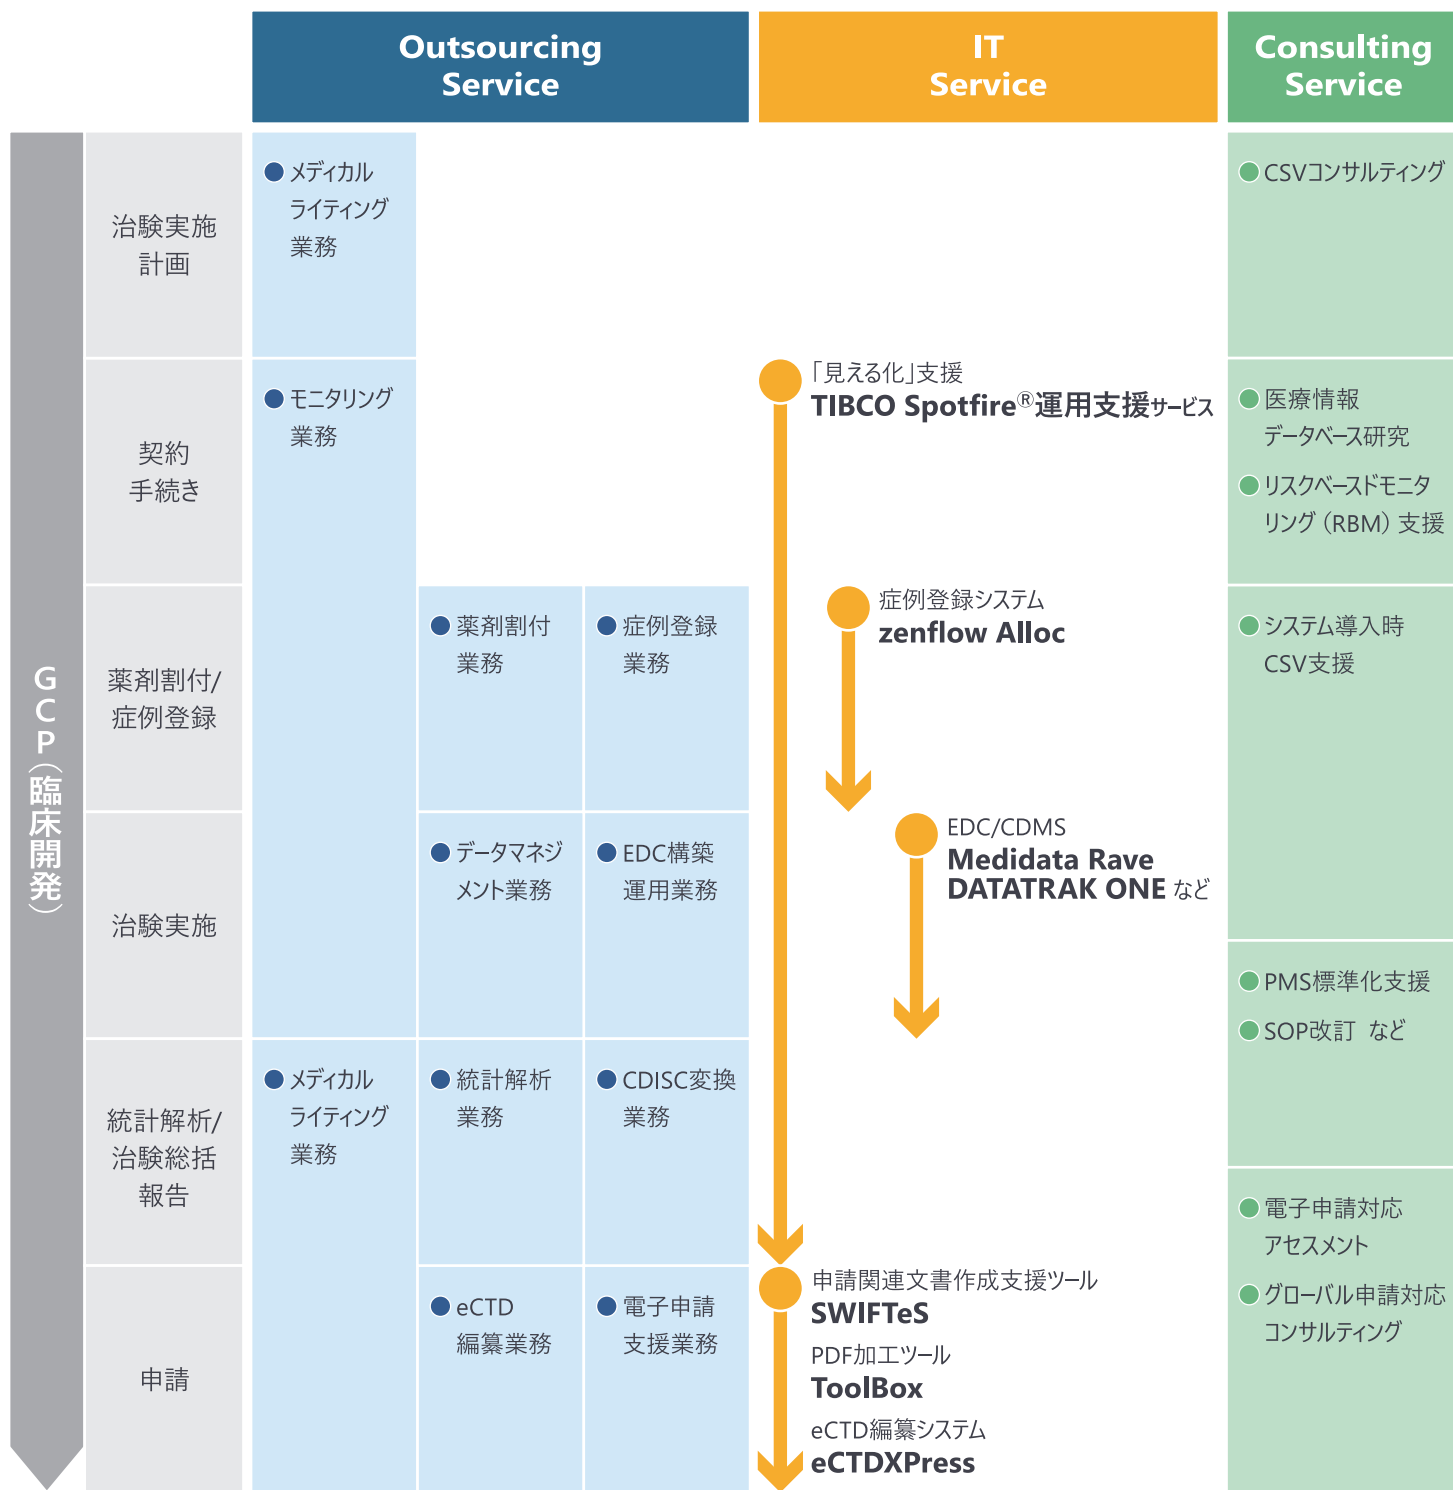 Outsourcing
Service
IT
Service
Consulting
Service
GCP（臨床開発）
治験実施
計画
●メディカル
ライティング
業務
●CSVコンサルティング
契約
手続き
●モニタリング
業務
「見える化」支援
TIBCO Spotfire®運用支援サービス
●医療情報
データベース研究
●リスクベースドモニタ
リング（RBM）支援
薬剤割付/
症例登録
●薬剤割付
業務
●症例登録
業務
症例登録システム
zenflow Alloc
●システム導入時
CSV支援
治験実施
●データマネジ
メント業務
●EDC構築
運用業務
EDC/CDMS
Medidata Rave
DATATRAK ONE など
●PMS標準化支援
●SOP改訂 など
統計解析/
治験総括
報告
●メディカル
ライティング
業務
●統計解析
業務
●CDISC変換
業務
●電子申請対応
アセスメント
●グローバル申請対応
コンサルティング
申請
●eCTD
編纂業務
●電子申請
支援業務
申請関連文書作成支援ツール
SWIFTeS
PDF加工ツール
ToolBox
eCTD編纂システム
eCTDXPress